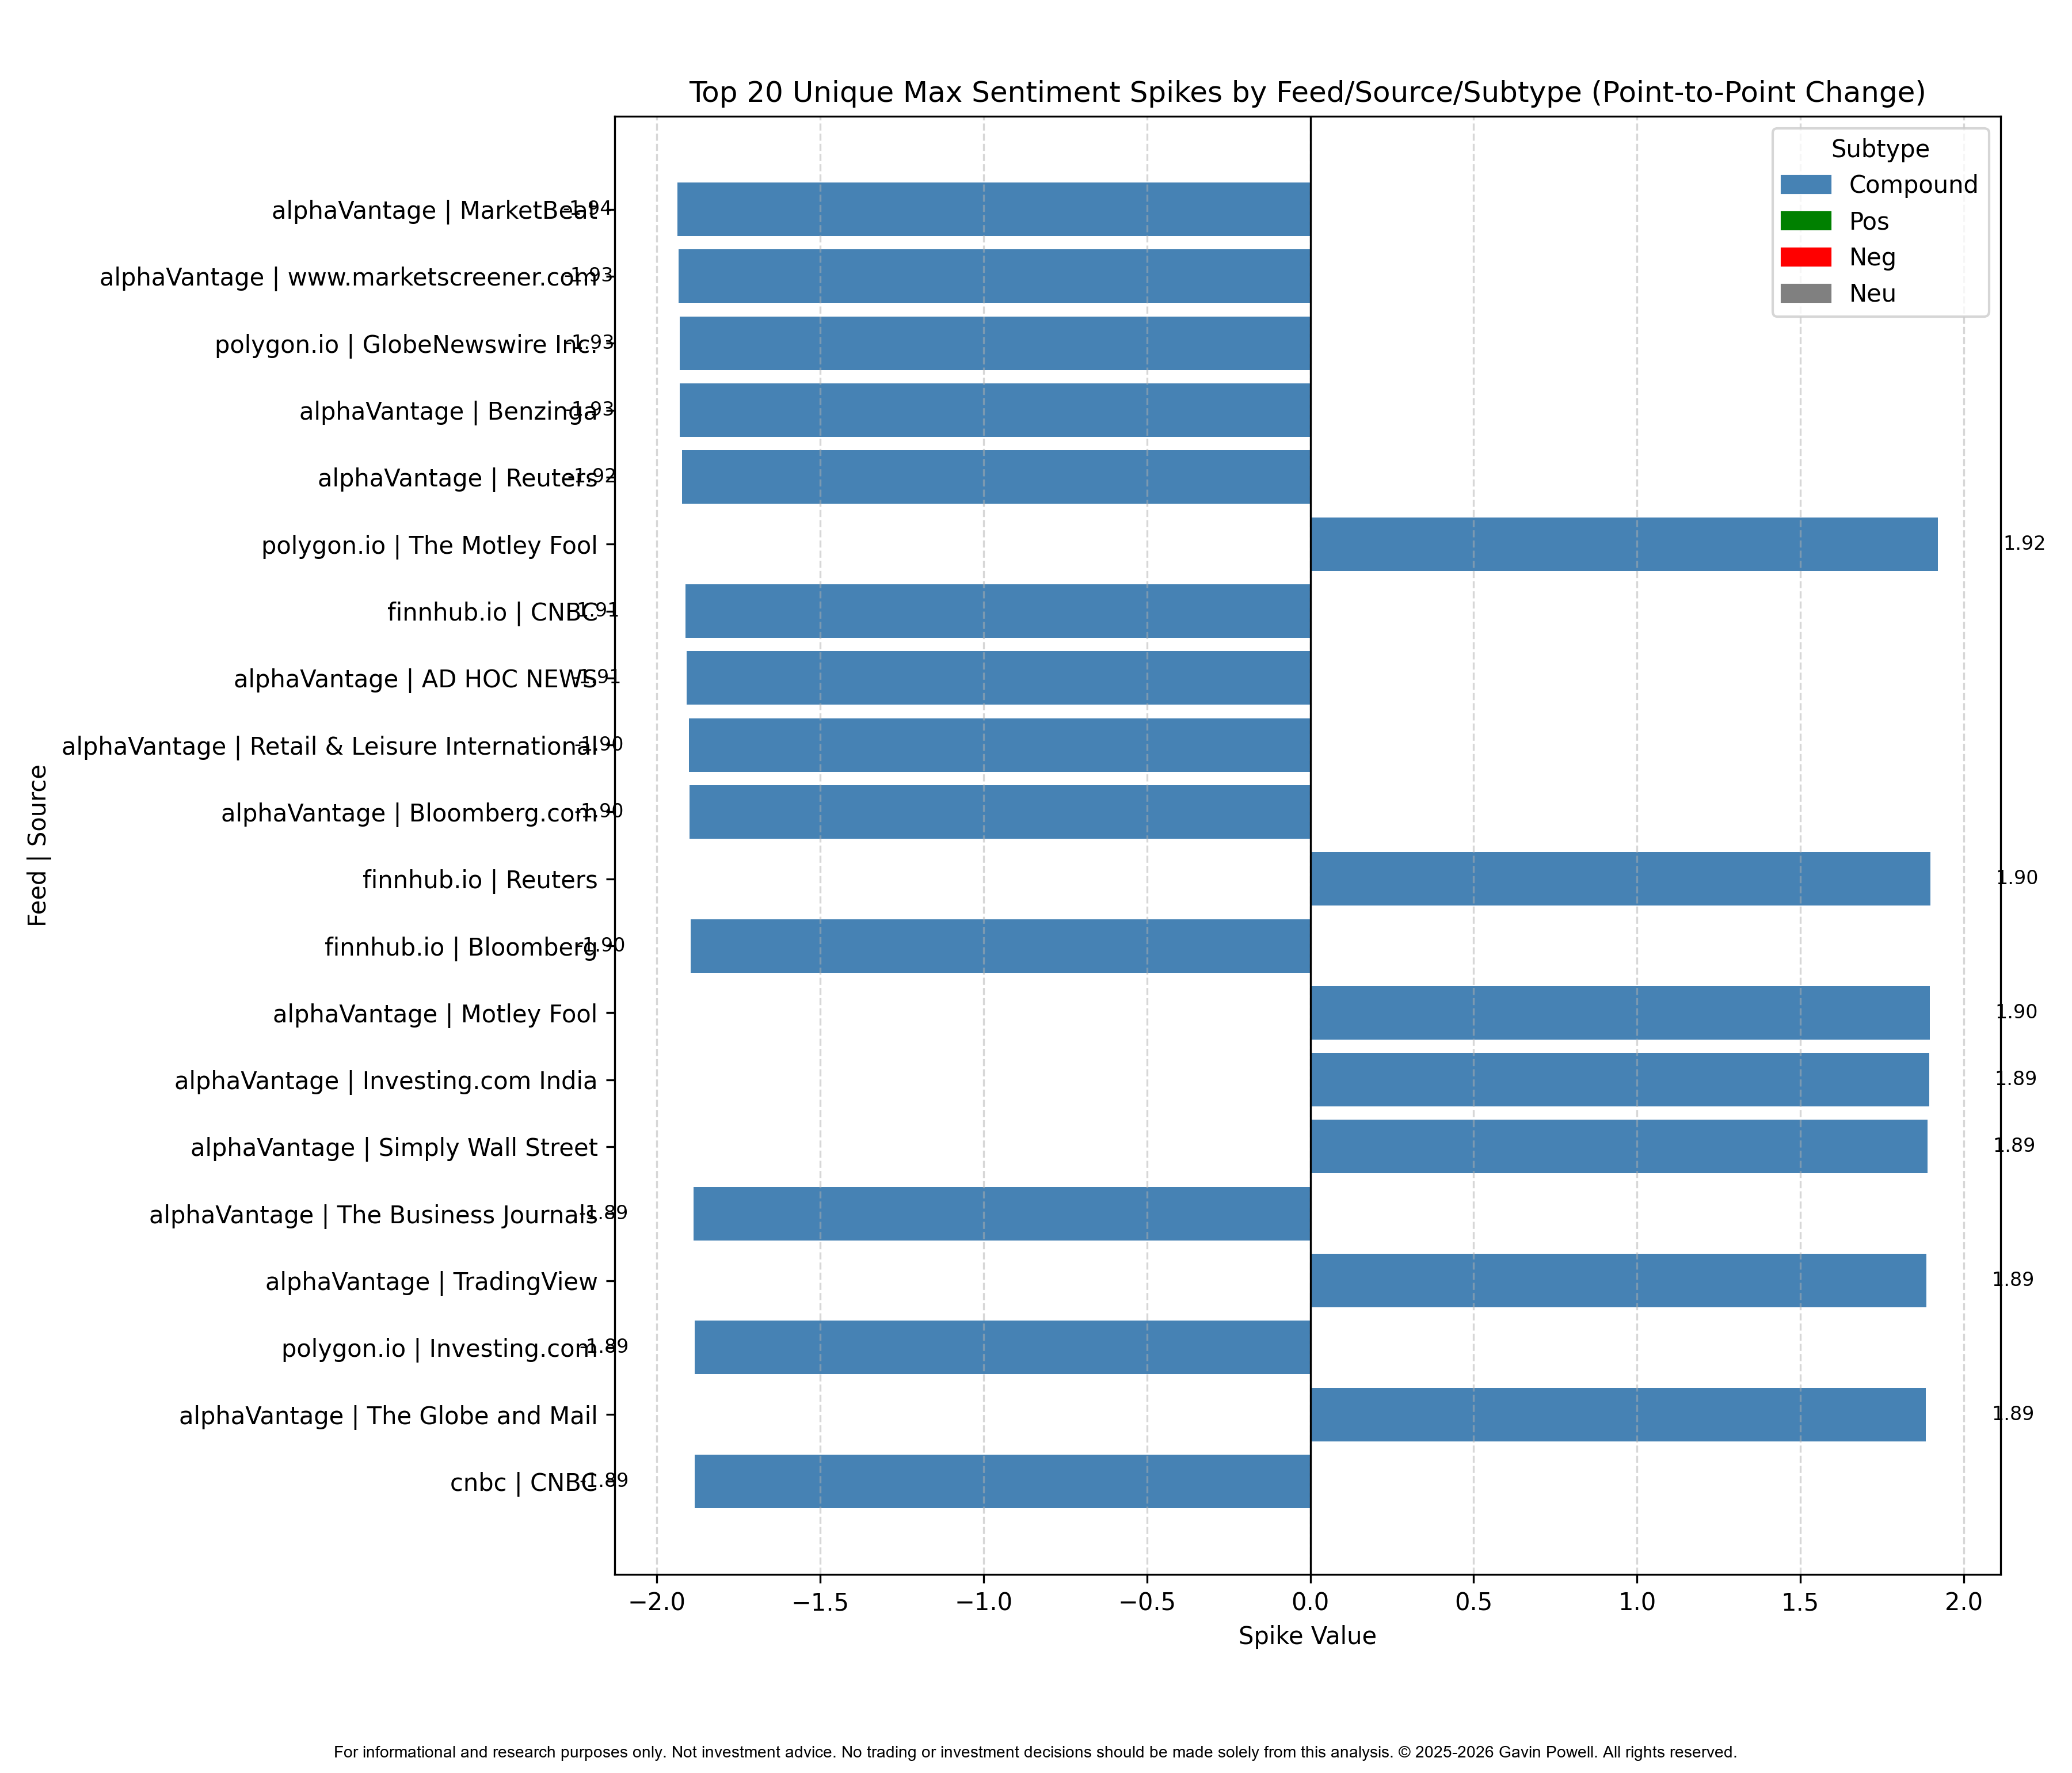 Top 20 Unique Max Sentiment Spikes by Feed/Source/Subtype (Point-to-Point Change)
Subtype
Compound
Pos
Neg
Neu
Feed | Source
alphaVantage | MarketBeat -1.94
alphaVantage | www.marketscreener.com -1.93
polygon.io | GlobeNewswire Inc. -1.93
alphaVantage | Benzinga -1.93
alphaVantage | Reuters -1.92
polygon.io | The Motley Fool 1.92
finnhub.io | CNBC -1.91
alphaVantage | AD HOC NEWS -1.91
alphaVantage | Retail & Leisure International -1.90
alphaVantage | Bloomberg.com -1.90
finnhub.io | Reuters 1.90
finnhub.io | Bloomberg -1.90
alphaVantage | Motley Fool 1.90
alphaVantage | Investing.com India 1.89
alphaVantage | Simply Wall Street 1.89
alphaVantage | The Business Journals -1.89
alphaVantage | TradingView 1.89
polygon.io | Investing.com -1.89
alphaVantage | The Globe and Mail 1.89
cnbc | CNBC -1.89
−2.0 −1.5 −1.0 −0.5 0.0 0.5 1.0 1.5 2.0
Spike Value
For informational and research purposes only. Not investment advice. No trading or investment decisions should be made solely from this analysis. © 2025-2026 Gavin Powell. All rights reserved.